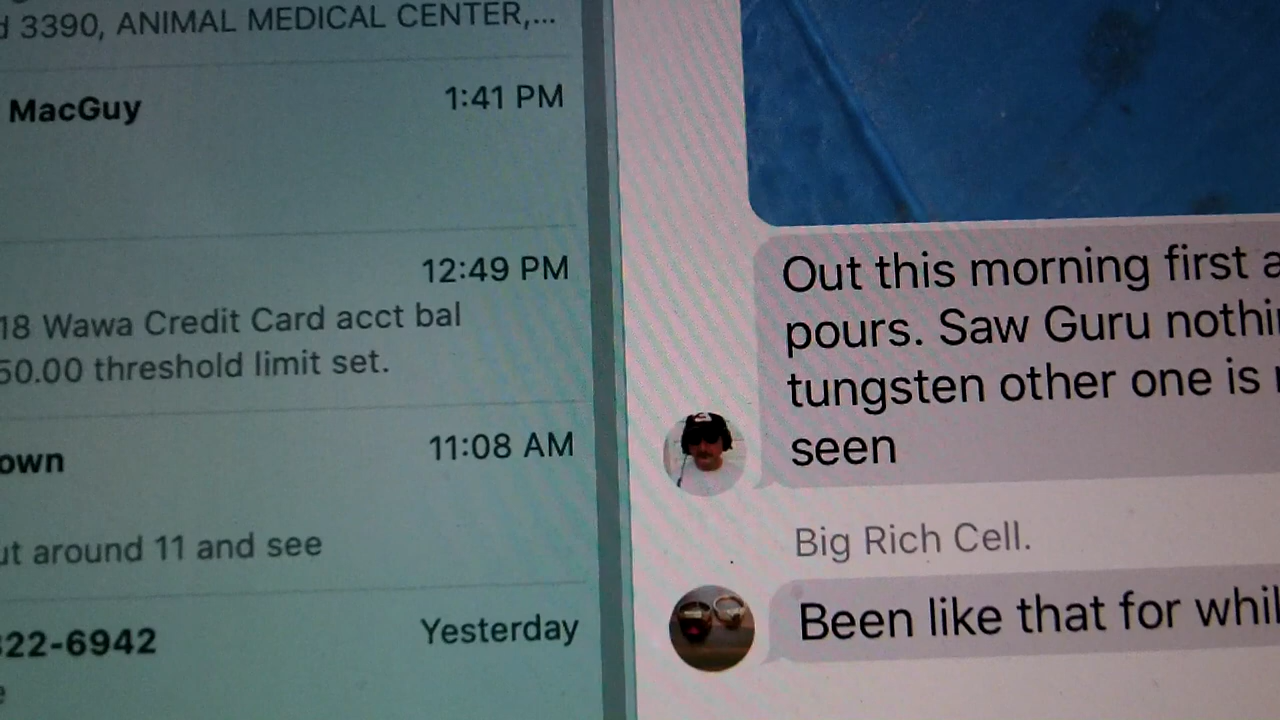 3390, ANIMAL MEDICAL CENTER,...
MacGuy
1:41 PM
12:49 PM
18 Wawa Credit Card acct bal
50.00 threshold limit set.
own
11:08 AM
around 11 and see
22-6942
Yesterday
Out this morning first
pours. Saw Guru
tungsten other one is
seen
Big Rich Cell.
Been like that for